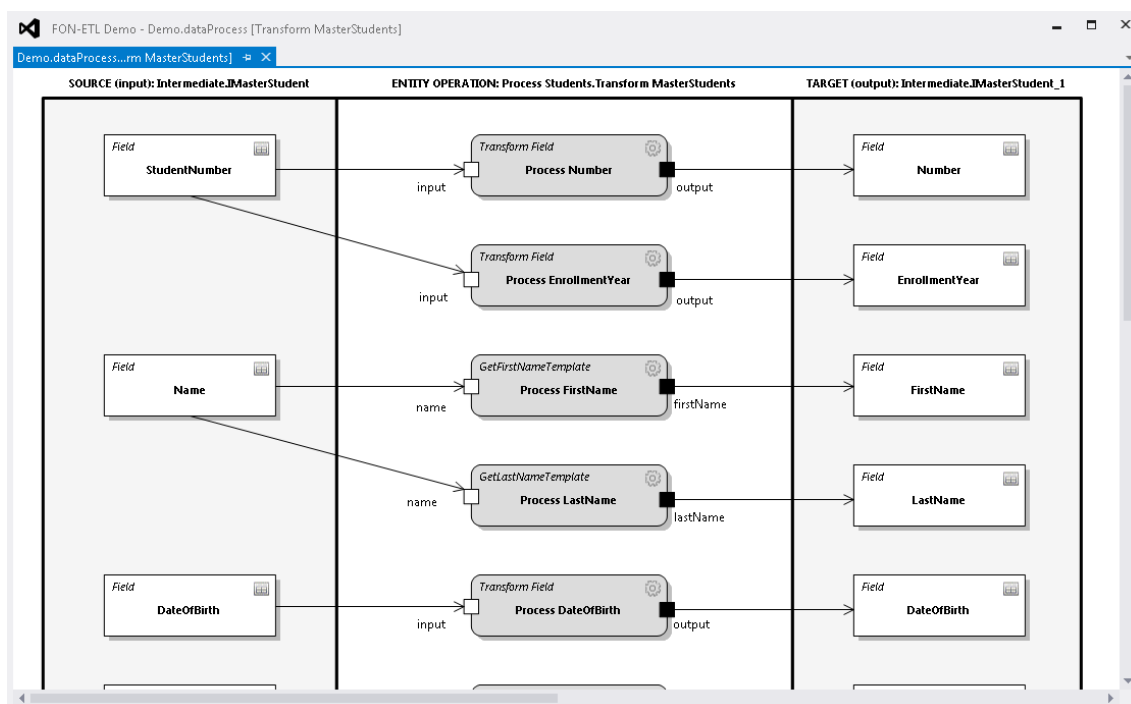 FON-ETL Demo - Demo.dataProcess [Transform MasterStudents]
Demo.dataProcess...rm MasterStudents]
SOURCE (input): Intermediate.IMasterStudent
ENTITY OPERATION: Process Students.Transform MasterStudents
TARGET (output): Intermediate.IMasterStudent_1
Field
StudentNumber
input
Transform Field
Process Number
output
Field
Number
input
Transform Field
Process EnrollmentYear
output
Field
EnrollmentYear
Field
Name
name
GetFirstNameTemplate
Process FirstName
firstName
Field
FirstName
name
GetLastNameTemplate
Process LastName
lastName
Field
LastName
Field
DateOfBirth
input
Transform Field
Process DateOfBirth
output
Field
DateOfBirth